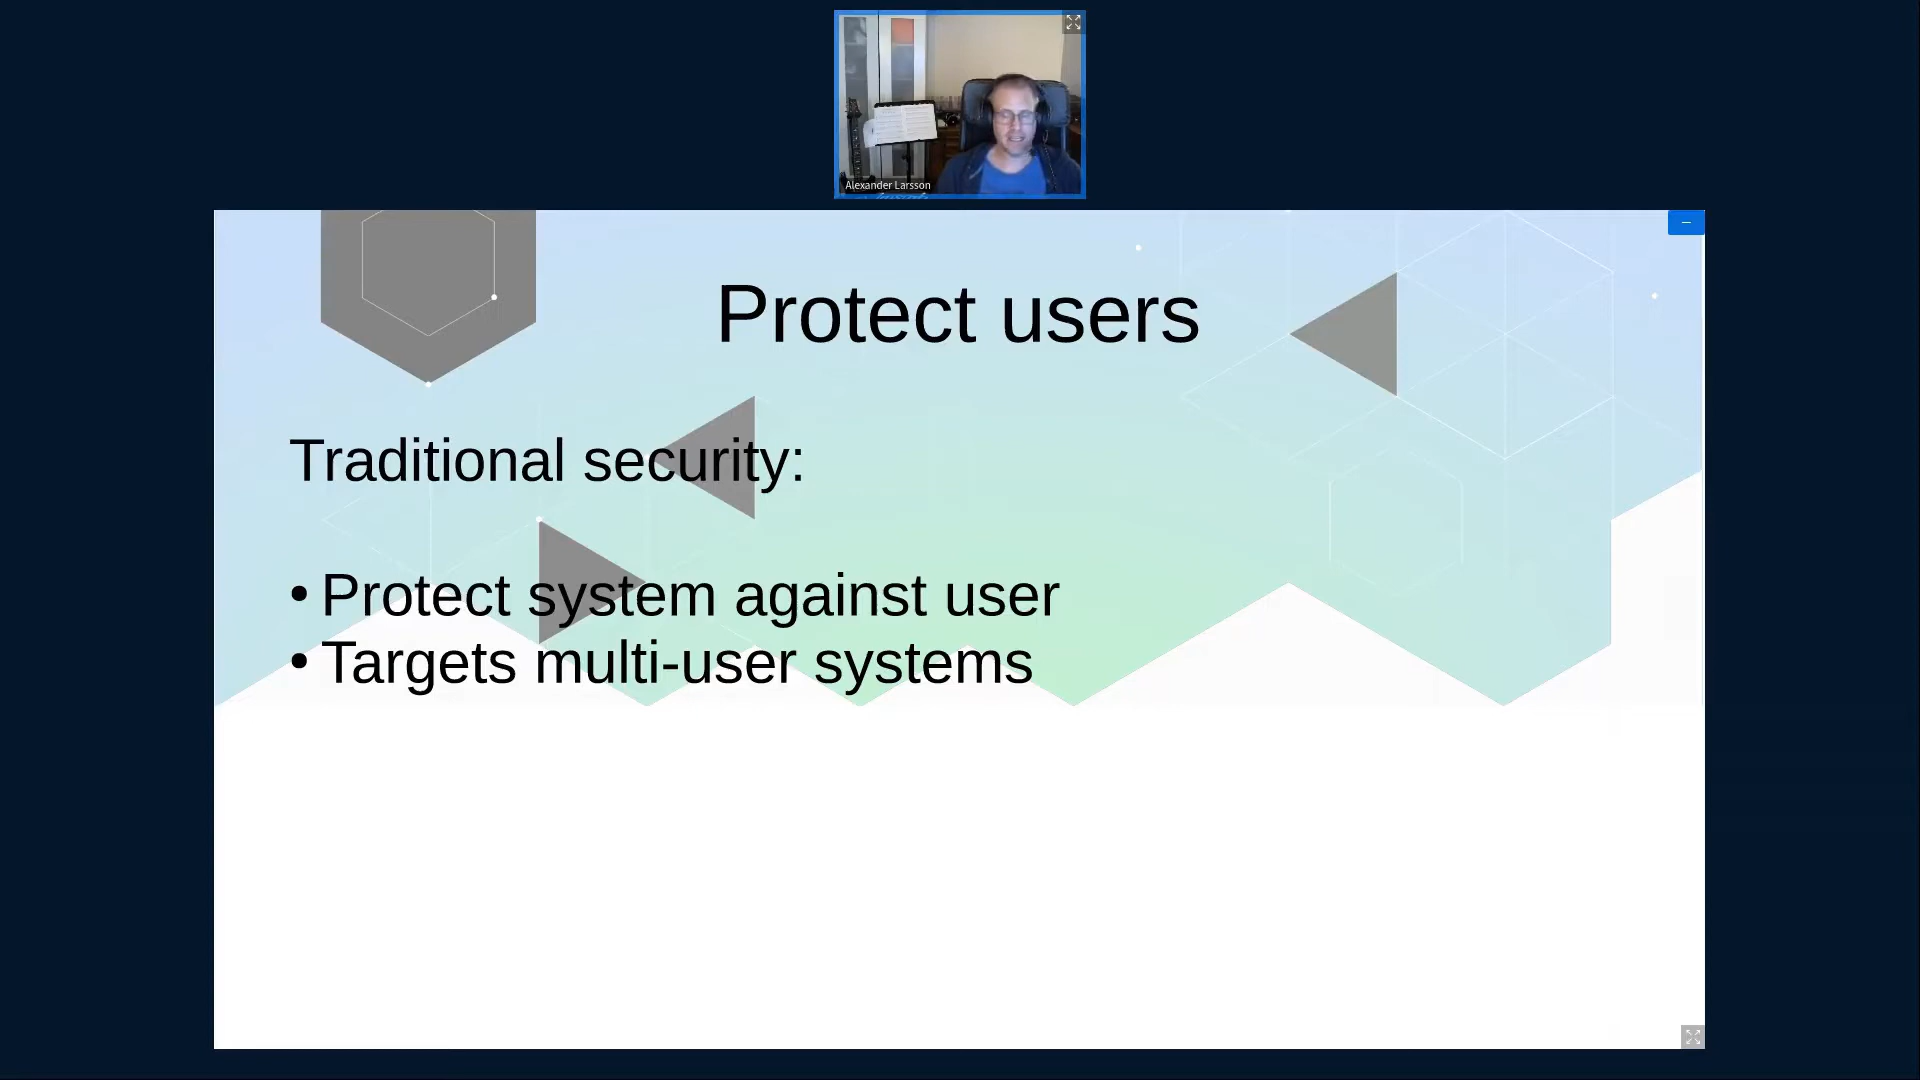 Alexander Larsson
Protect users
Traditional security:
• Protect system against user
• Targets multi-user systems